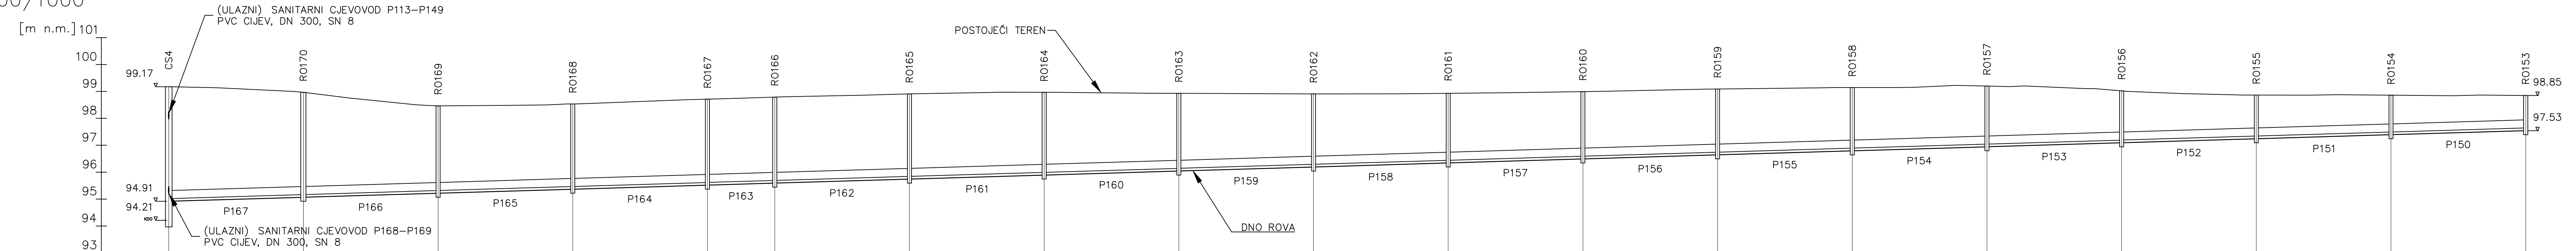 00/1000
(ULAZNI) SANITARNI CJEVOVOD P113-P149
PVC CIJEV, DN 300, SN 8
[m n.m.] 101
100
99
98
97
96
95
94
93
99.17
94.91
94.21
KDO
CS4
RO170
RO169
RO168
RO167
RO166
RO165
RO164
RO163
RO162
RO161
RO160
RO159
RO158
RO157
RO156
RO155
RO154
RO153
POSTOJEĆI TEREN
98.85
97.53
P167
P166
P165
P164
P163
P162
P161
P160
P159
P158
P157
P156
P155
P154
P153
P152
P151
P150
DNO ROVA
(ULAZNI) SANITARNI CJEVOVOD P168-P169
PVC CIJEV, DN 300, SN 8